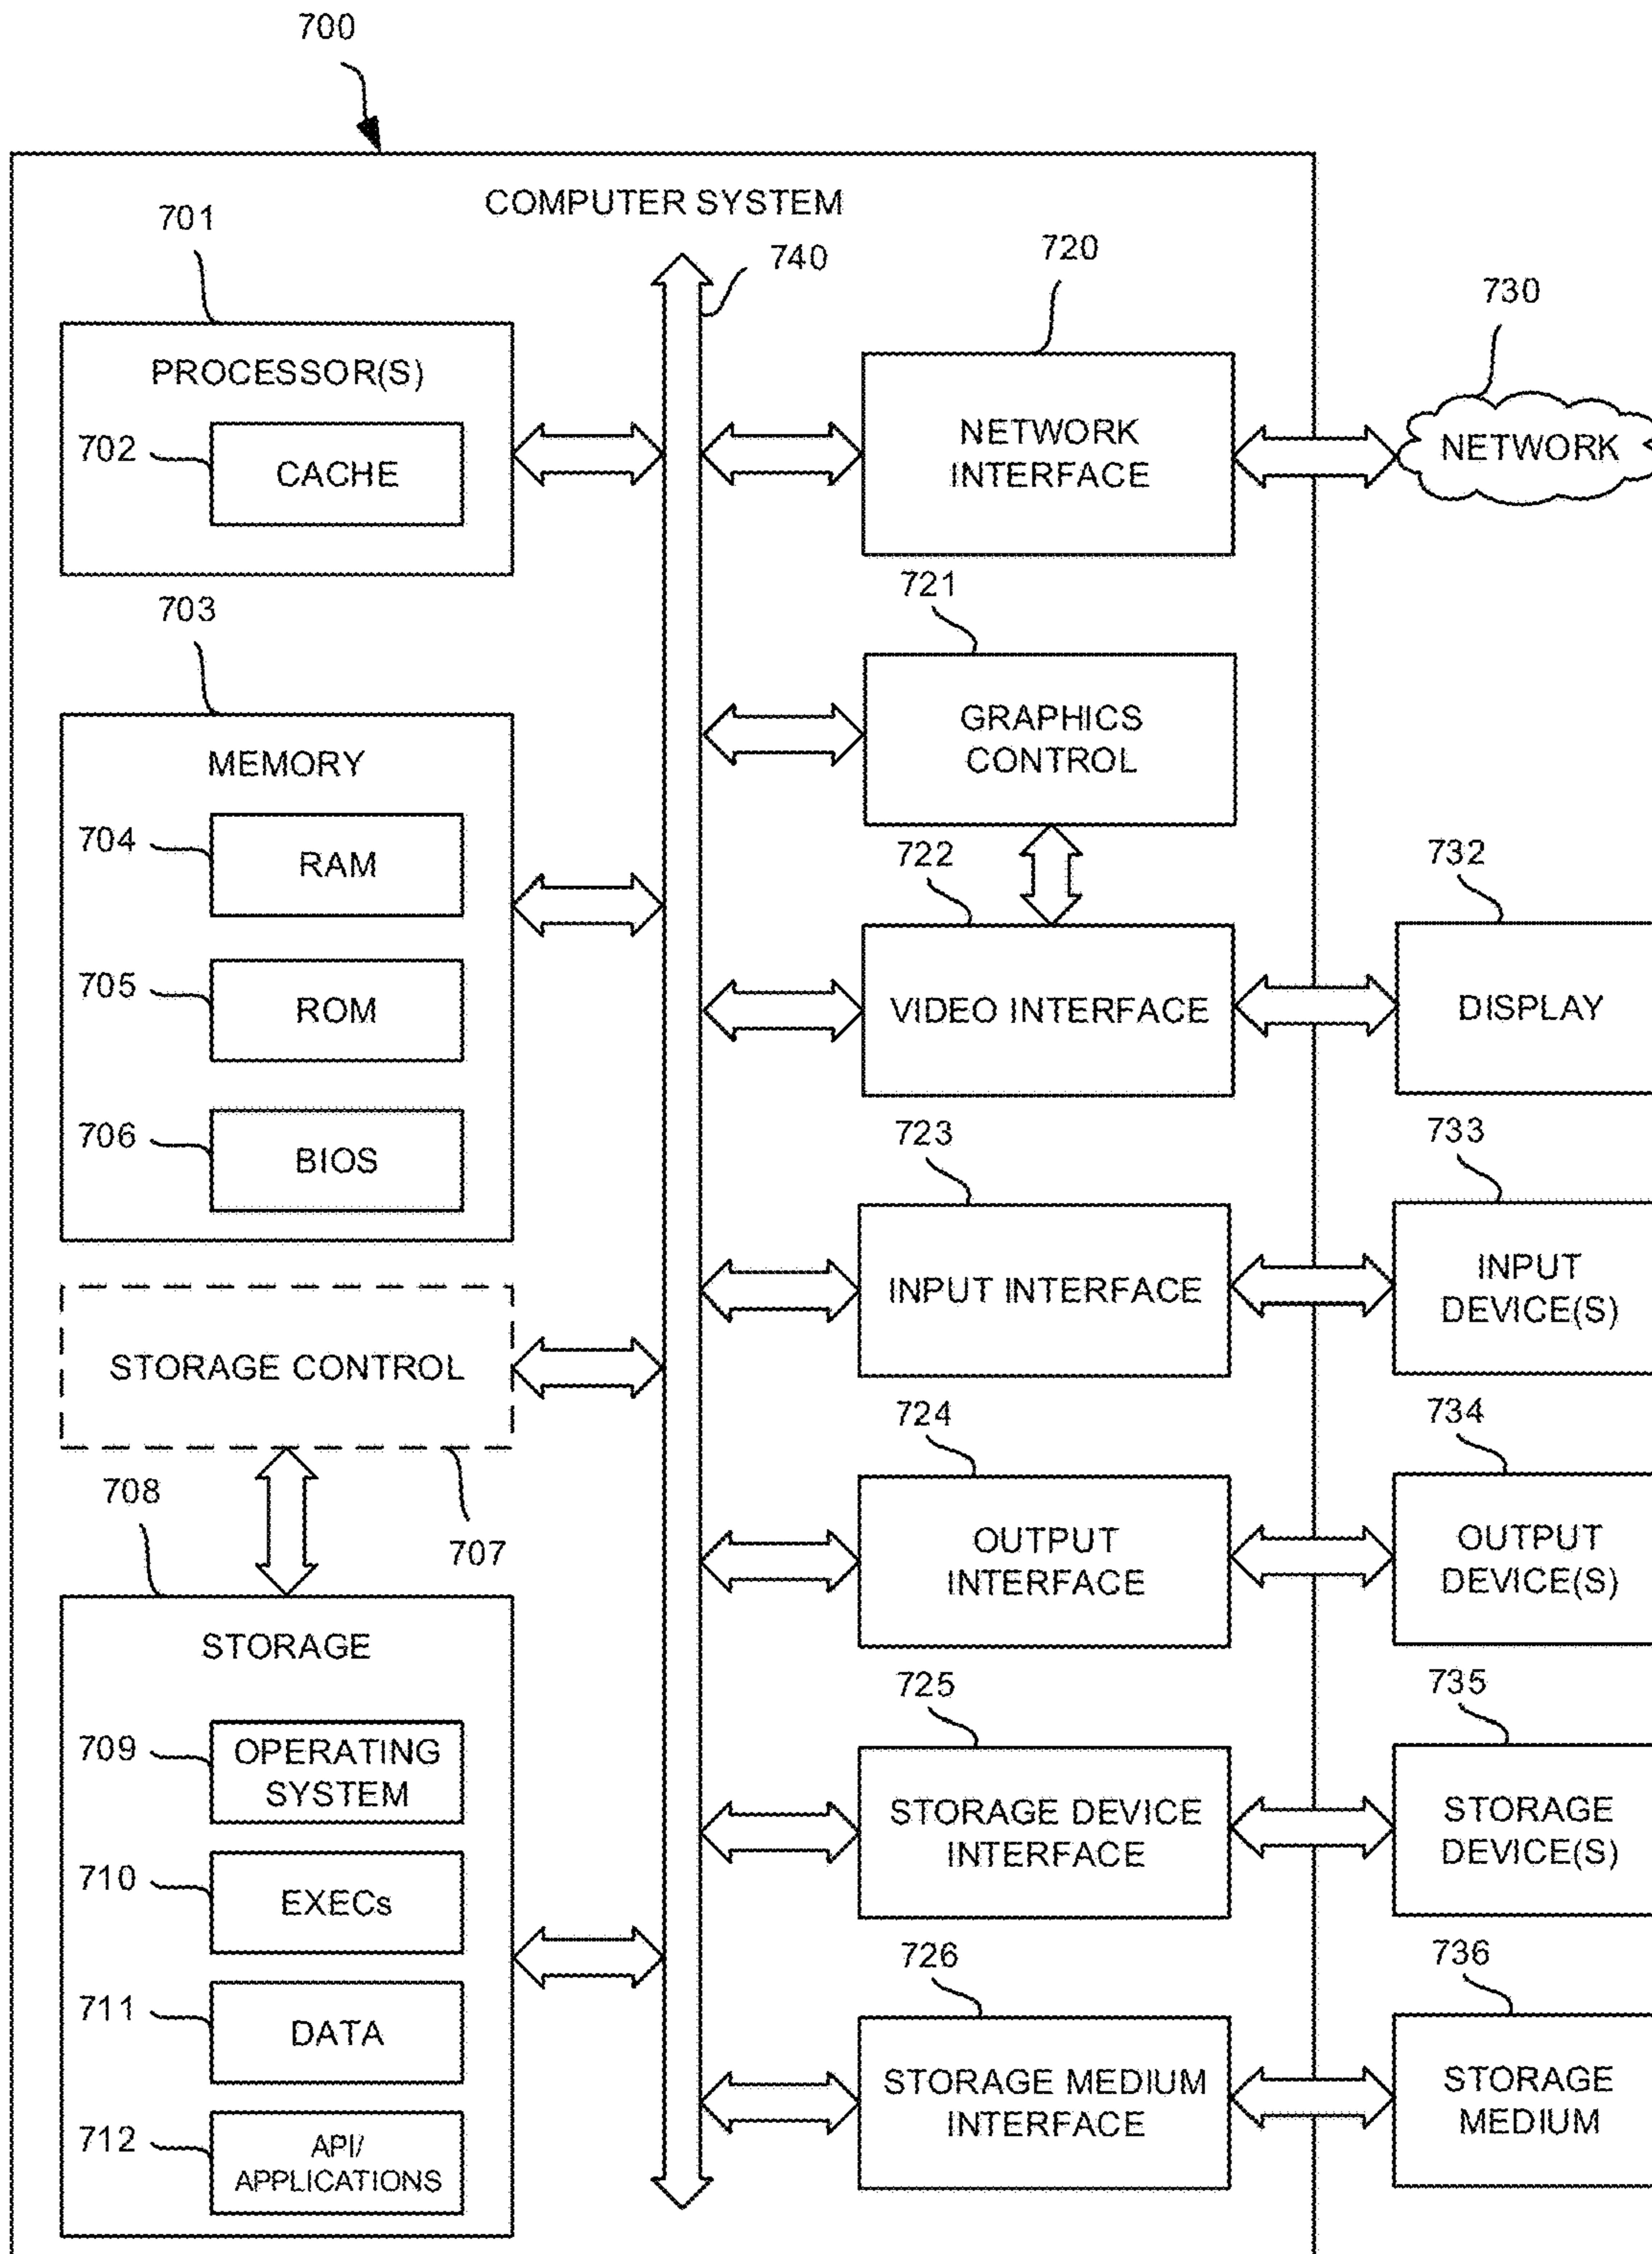 700
COMPUTER SYSTEM
701
740
720
730
PROCESSOR(S)
702
CACHE
NETWORK
INTERFACE
NETWORK
703
721
MEMORY
GRAPHICS
CONTROL
704
RAM
722
732
705
ROM
VIDEO INTERFACE
DISPLAY
706
BIOS
723
733
INPUT INTERFACE
INPUT
DEVICE(S)
STORAGE CONTROL
707
724
734
708
OUTPUT
INTERFACE
OUTPUT
DEVICE(S)
STORAGE
725
735
709
OPERATING
SYSTEM
STORAGE DEVICE
INTERFACE
STORAGE
DEVICE(S)
710
EXECs
726
736
711
DATA
STORAGE MEDIUM
INTERFACE
STORAGE
MEDIUM
712
API/
APPLICATIONS